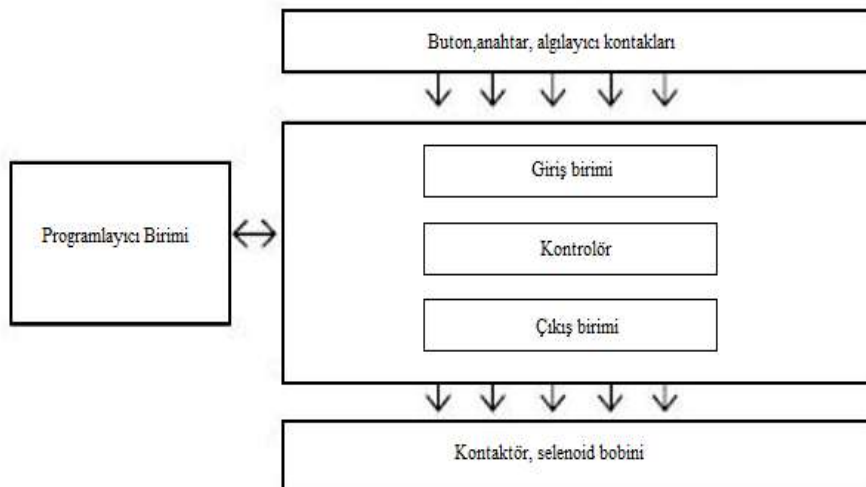 Buton,anahtar, algılayıcı kontakları
Giriş birimi
Programlayıcı Birimi
Kontrolör
Çıkış birimi
Kontaktör, selenoid bobini